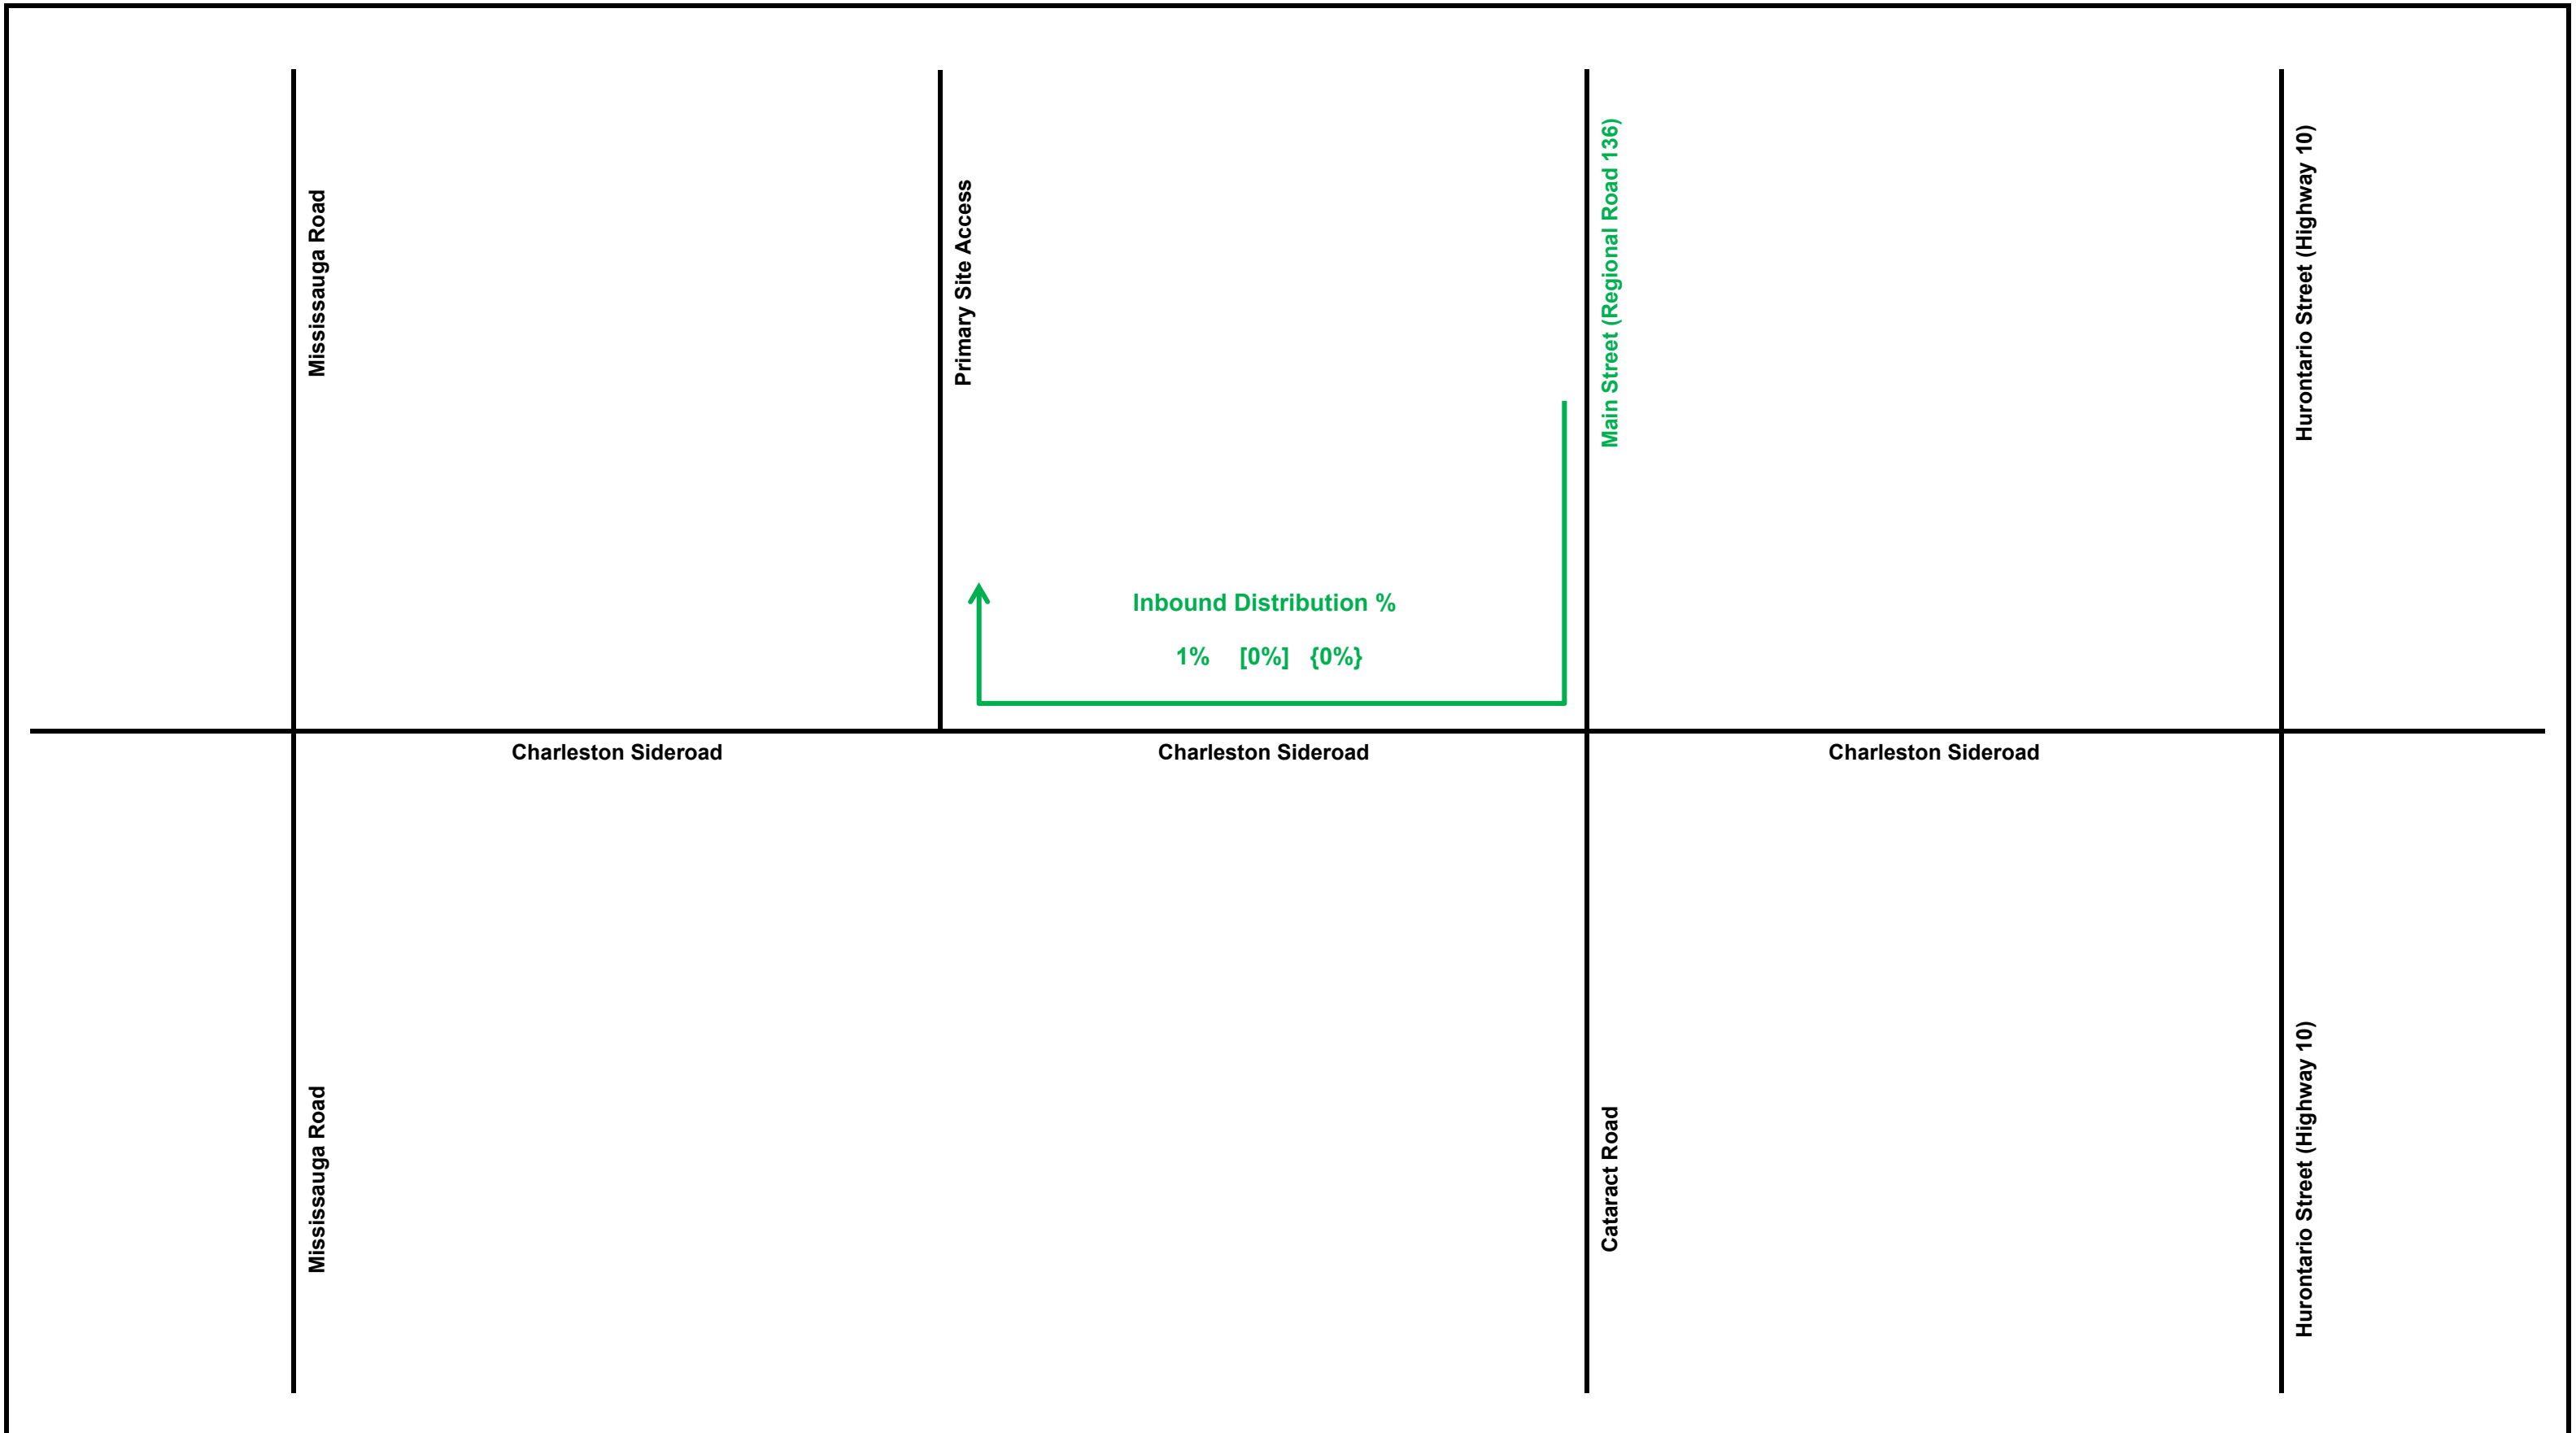 Mississauga Road
Primary Site Access
Main Street (Regional Road 136)
Hurontario Street (Highway 10)
Inbound Distribution %
1% [0%] {0%}
Charleston Sideroad
Charleston Sideroad
Charleston Sideroad
Mississauga Road
Cataract Road
Hurontario Street (Highway 10)